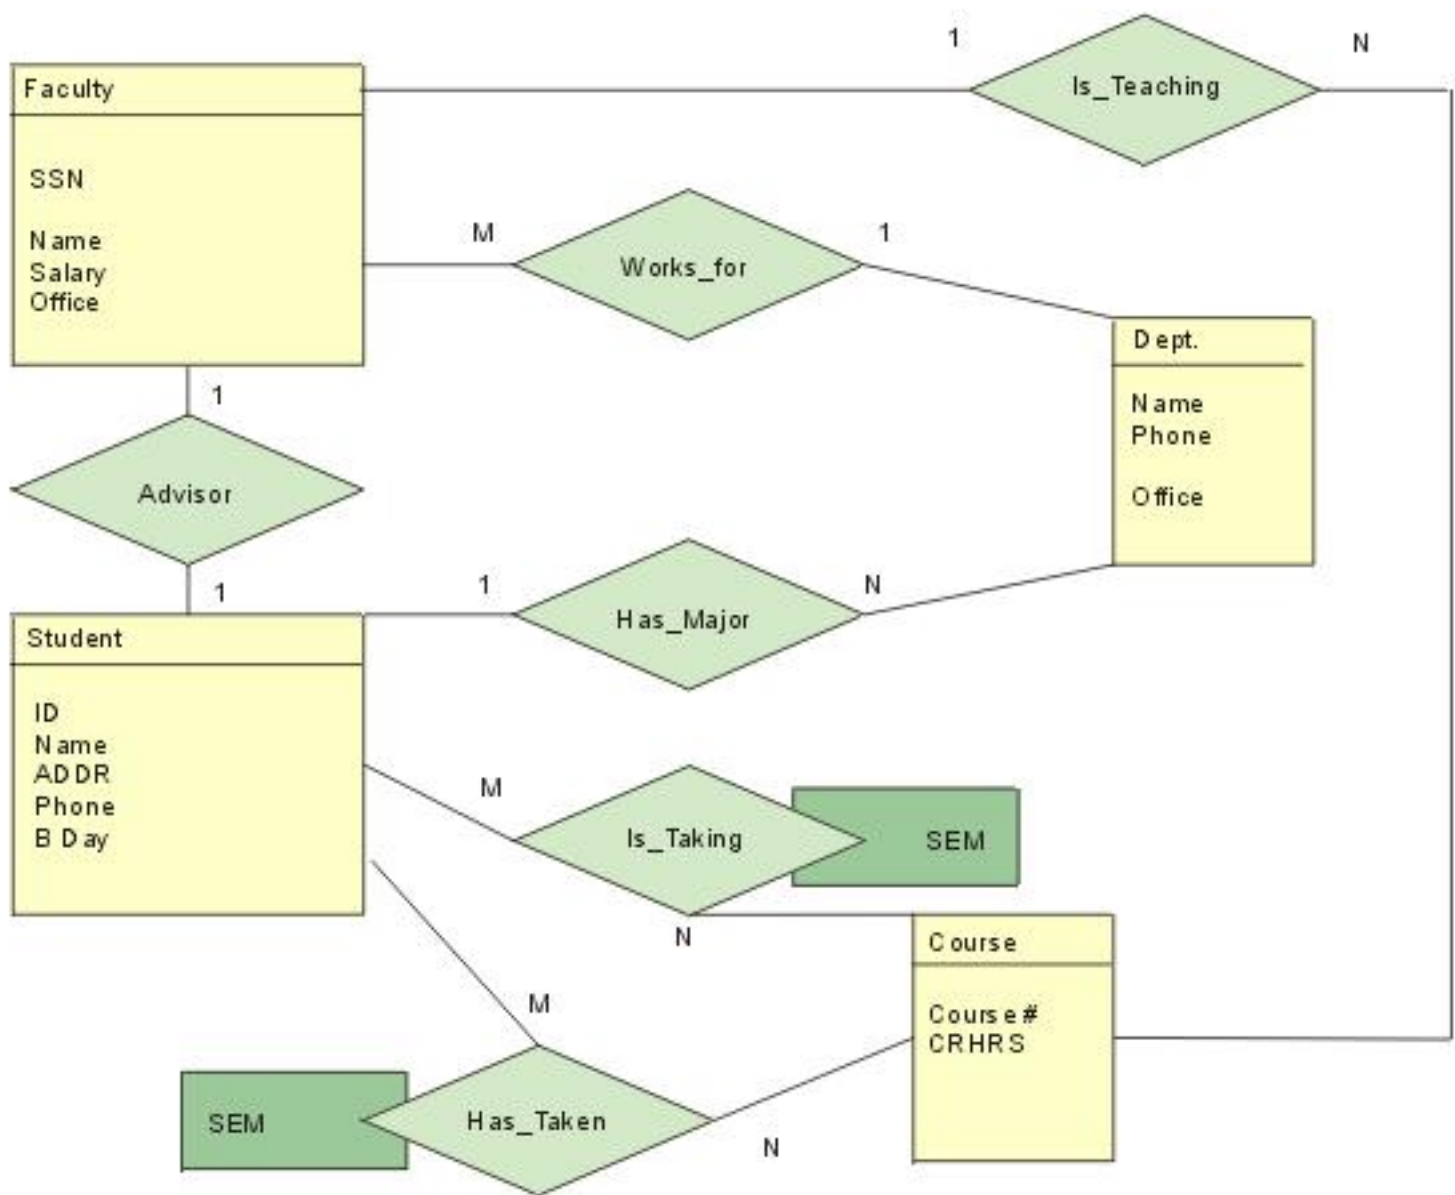 1
N
Is_Teaching
Faculty
SSN
Name
Salary
Office
M
Works_for
1
Dept.
Name
Phone
Office
1
Advisor
1
1
Has_Major
N
Student
ID
Name
ADDR
Phone
B Day
M
Is_Taking
SEM
N
Course
Course#
CRHRS
M
SEM
Has_Taken
N